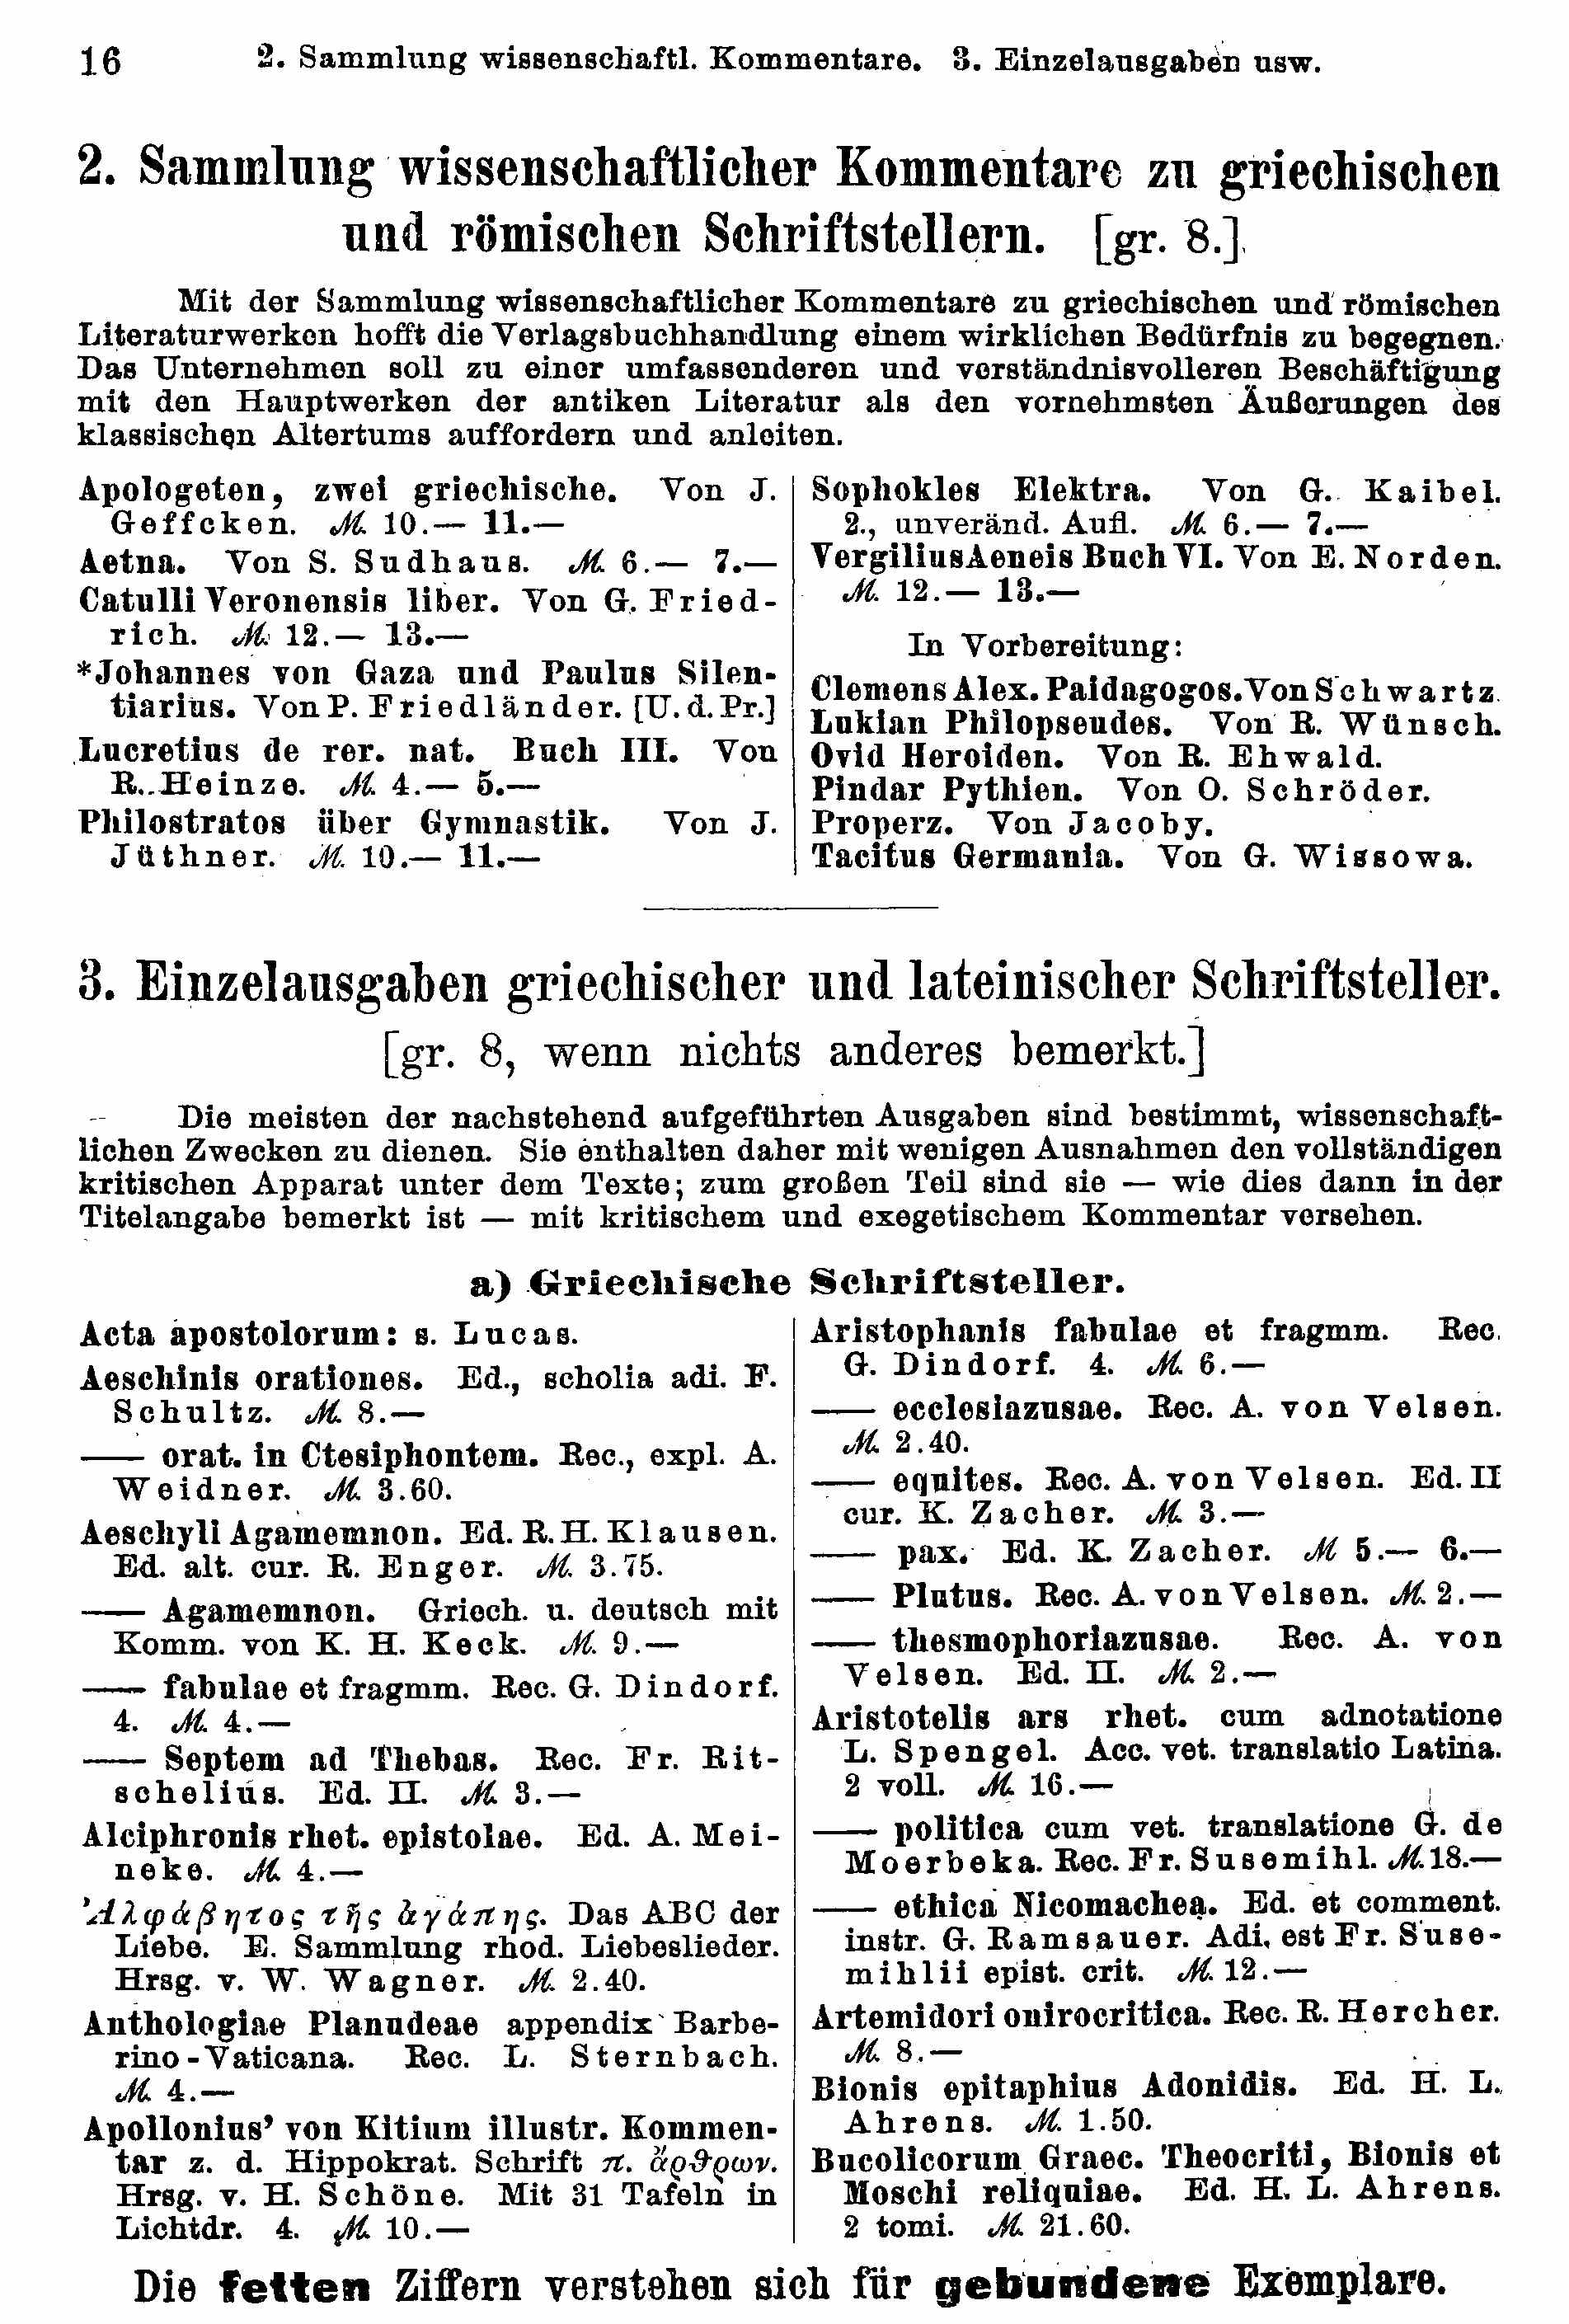 16 2. Sammlung wissenschaftl. Kommentare. 3. Einzelausgaben usw.
2. Sammlung wissenschaftlicher Kommentare zu griechischen
und römischen Schriftstellern. [gr. 8.]
Mit der Sammlung wissenschaftlicher Kommentare zu griechischen und römischen
Literaturwerken hofft die Verlagsbuchhandlung einem wirklichen Bedürfnis zu begegnen.
Das Unternehmen soll zu einer umfassenderen und verständnisvolleren Beschäftigung
mit den Hauptwerken der antiken Literatur als den vornehmsten Äußerungen des
klassischen Altertums auffordern und anleiten.
Apologeten, zwei griechische. Von J.
Geffcken. ℳ 10.— 11.—
Aetna. Von S. Sudhaus. ℳ 6.— 7.—
Catulli Veronensis liber. Von G. Fried-
rich. ℳ 12.— 13.—
*Johannes von Gaza und Paulus Silen-
tiarius. Von P. Friedländer. [U. d. Pr.]
Lucretius de rer. nat. Buch III. Von
R. Heinze. ℳ 4.— 5.—
Philostratos über Gymnastik. Von J.
Jüthner. ℳ 10.— 11.—
Sophokles Elektra. Von G. Kaibel.
2., unveränd. Aufl. ℳ 6.— 7.—
Vergilius Aeneis Buch VI. Von E. Norden.
ℳ 12.— 13.—
In Vorbereitung:
Clemens Alex. Paidagogos. Von Schwartz.
Lukian Philopseudes. Von R. Wünsch.
Ovid Heroiden. Von R. Ehwald.
Pindar Pythien. Von O. Schröder.
Properz. Von Jacoby.
Tacitus Germania. Von G. Wissowa.
3. Einzelausgaben griechischer und lateinischer Schriftsteller.
[gr. 8, wenn nichts anderes bemerkt.]
Die meisten der nachstehend aufgeführten Ausgaben sind bestimmt, wissenschaft-
lichen Zwecken zu dienen. Sie enthalten daher mit wenigen Ausnahmen den vollständigen
kritischen Apparat unter dem Texte; zum großen Teil sind sie — wie dies dann in der
Titelangabe bemerkt ist — mit kritischem und exegetischem Kommentar versehen.
a) Griechische Schriftsteller.
Acta apostolorum: s. Lucas.
Aeschinis orationes. Ed., scholia adi. F.
Schultz. ℳ 8.—
—— orat. in Ctesiphontem. Rec., expl. A.
Weidner. ℳ 3.60.
Aeschyli Agamemnon. Ed. R. H. Klausen.
Ed. alt. cur. R. Enger. ℳ 3.75.
—— Agamemnon. Griech. u. deutsch mit
Komm. von K. H. Keck. ℳ 9.—
—— fabulae et fragmm. Rec. G. Dindorf.
4. ℳ 4.—
—— Septem ad Thebas. Rec. Fr. Rit-
schelius. Ed. II. ℳ 3.—
Alciphronis rhet. epistolae. Ed. A. Mei-
neke. ℳ 4.—
Ἀλφάβητος τῆς ἀγάπης. Das ABC der
Liebe. E. Sammlung rhod. Liebeslieder.
Hrsg. v. W. Wagner. ℳ 2.40.
Anthologiae Planudeae appendix Barbe-
rino-Vaticana. Rec. L. Sternbach.
ℳ 4.—
Apollonius' von Kitium illustr. Kommen-
tar z. d. Hippokrat. Schrift π. ἄρθρων.
Hrsg. v. H. Schöne. Mit 31 Tafeln in
Lichtdr. 4. ℳ 10.—
Aristophanis fabulae et fragmm. Rec.
G. Dindorf. 4. ℳ 6.—
—— ecclesiazusae. Rec. A. von Velsen.
ℳ 2.40.
—— equites. Rec. A. von Velsen. Ed. II
cur. K. Zacher. ℳ 3.—
—— pax. Ed. K. Zacher. ℳ 5.— 6.—
—— Plutus. Rec. A. von Velsen. ℳ 2.—
—— thesmophoriazusae. Rec. A. von
Velsen. Ed. II. ℳ 2.—
Aristotelis ars rhet. cum adnotatione
L. Spengel. Acc. vet. translatio Latina.
2 voll. ℳ 16.—
—— politica cum vet. translatione G. de
Moerbeka. Rec. Fr. Susemihl. ℳ 18.—
—— ethica Nicomachea. Ed. et comment.
instr. G. Ramsauer. Adi. est Fr. Suse-
mihlii epist. crit. ℳ 12.—
Artemidori onirocritica. Rec. R. Hercher.
ℳ 8.—
Bionis epitaphius Adonidis. Ed. H. L.
Ahrens. ℳ 1.50.
Bucolicorum Graec. Theocriti, Bionis et
Moschi reliquiae. Ed. H. L. Ahrens.
2 tomi. ℳ 21.60.
Die fetten Ziffern verstehen sich für gebundene Exemplare.